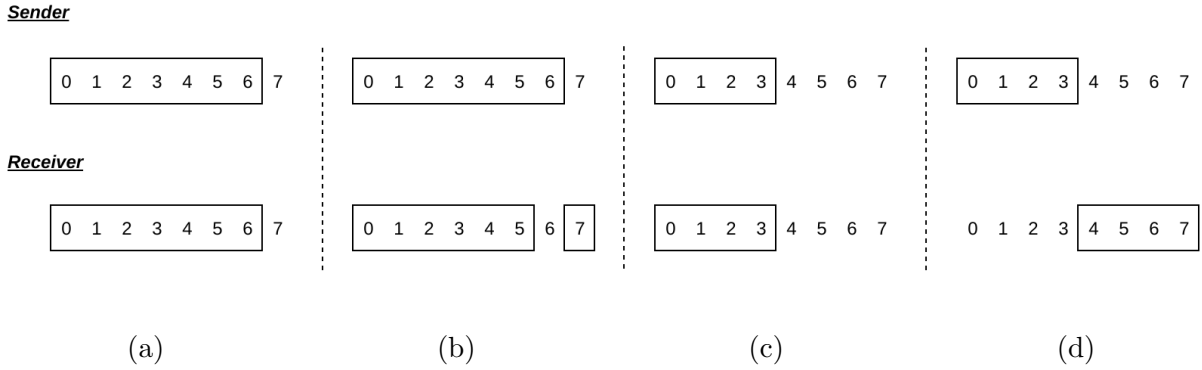 Sender
0 1 2 3 4 5 6 7 0 1 2 3 4 5 6 7 0 1 2 3 4 5 6 7 0 1 2 3 4 5 6 7
Receiver
0 1 2 3 4 5 6 7 0 1 2 3 4 5 6 7 0 1 2 3 4 5 6 7 0 1 2 3 4 5 6 7
(a) (b) (c) (d)